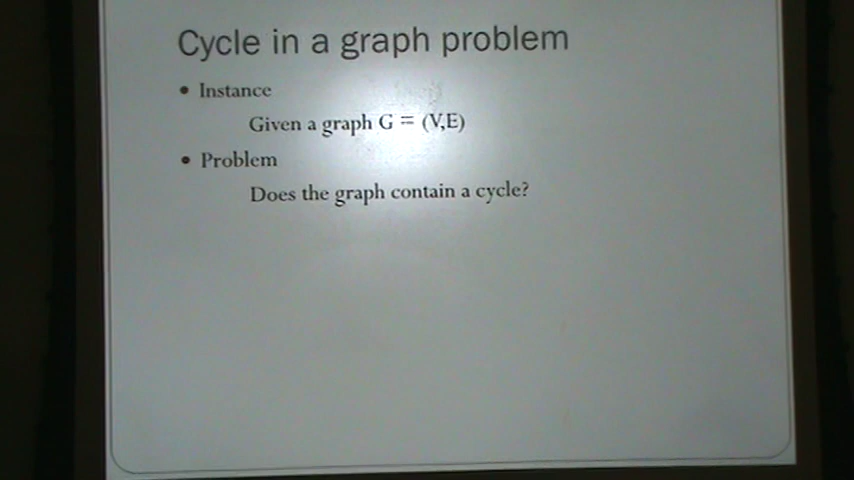 Cycle in a graph problem
• Instance
Given a graph G = (V,E)
• Problem
Does the graph contain a cycle?